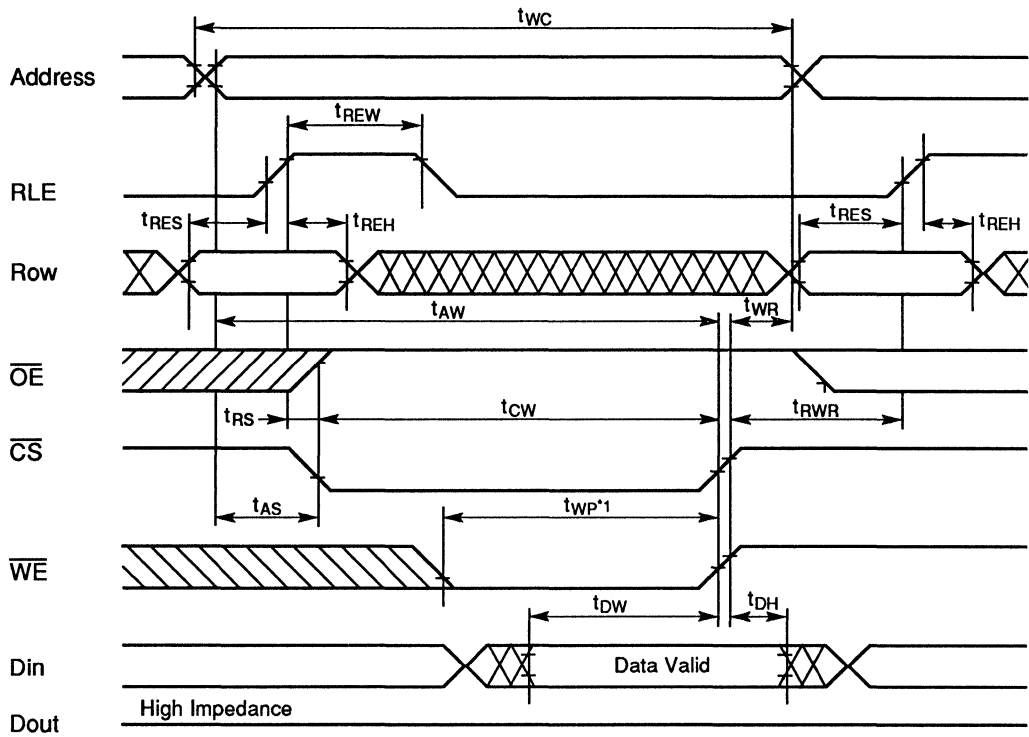 tWC
Address
tREW
RLE
tRES
tREH
tRES
tREH
Row
tAW
tWR
OE
tRS
tCW
tRWR
CS
tAS
tWP*1
WE
tDW
tDH
Din
Data Valid
High Impedance
Dout